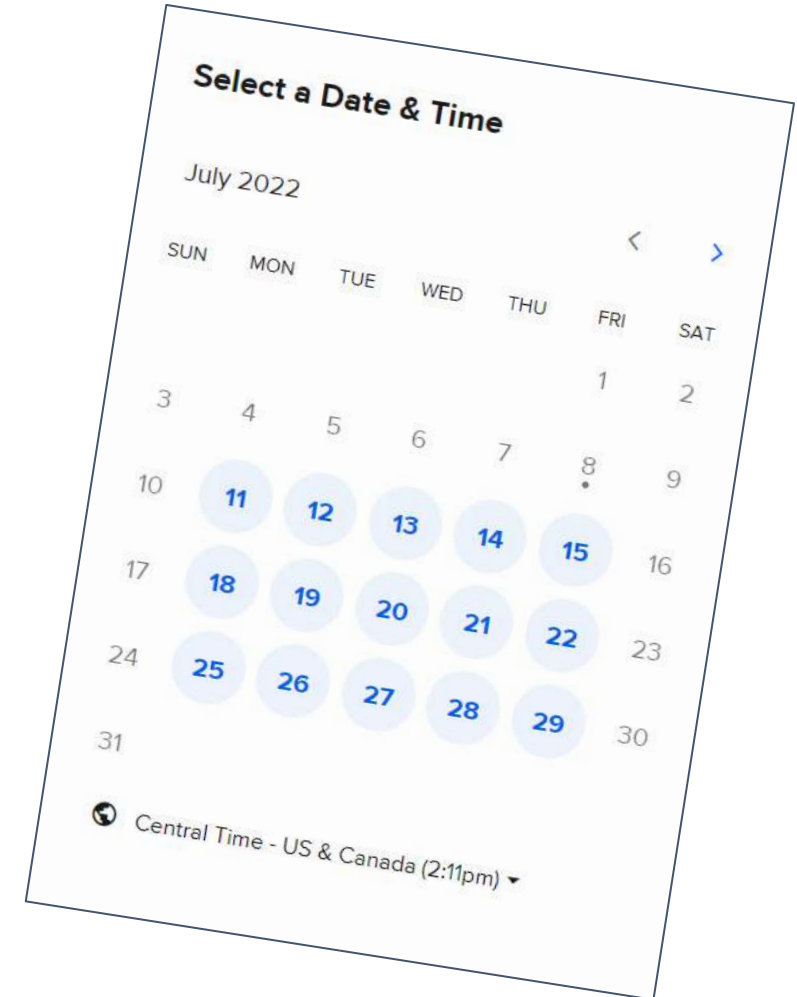 Select a Date & Time
July 2022
SUN MON TUE WED THU FRI SAT
1 2
3 4 5 6 7 8 9
10 11 12 13 14 15 16
17 18 19 20 21 22 23
24 25 26 27 28 29 30
31
Central Time - US & Canada (2:11pm)